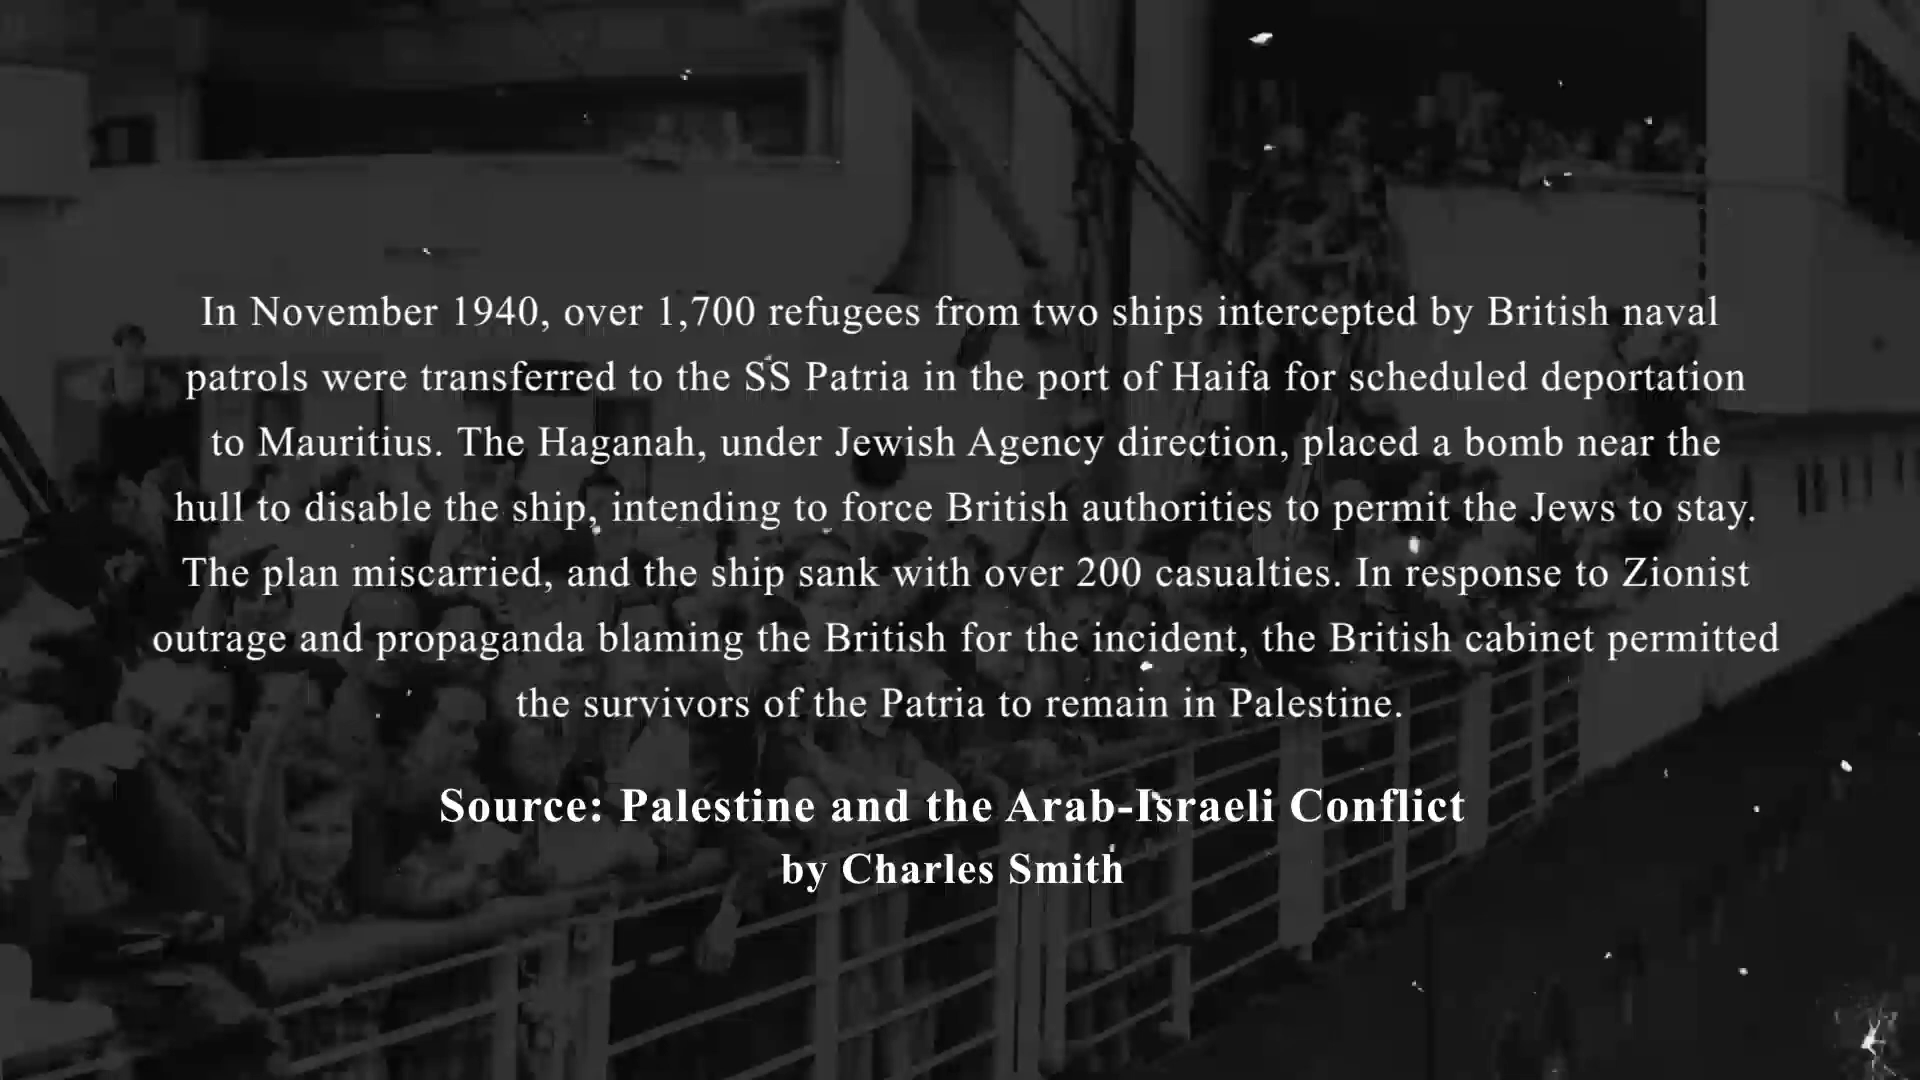 In November 1940, over 1,700 refugees from two ships intercepted by British naval
patrols were transferred to the SS Patria in the port of Haifa for scheduled deportation
to Mauritius. The Haganah, under Jewish Agency direction, placed a bomb near the
hull to disable the ship, intending to force British authorities to permit the Jews to stay.
The plan miscarried, and the ship sank with over 200 casualties. In response to Zionist
outrage and propaganda blaming the British for the incident, the British cabinet permitted
the survivors of the Patria to remain in Palestine.
Source: Palestine and the Arab-Israeli Conflict
by Charles Smith